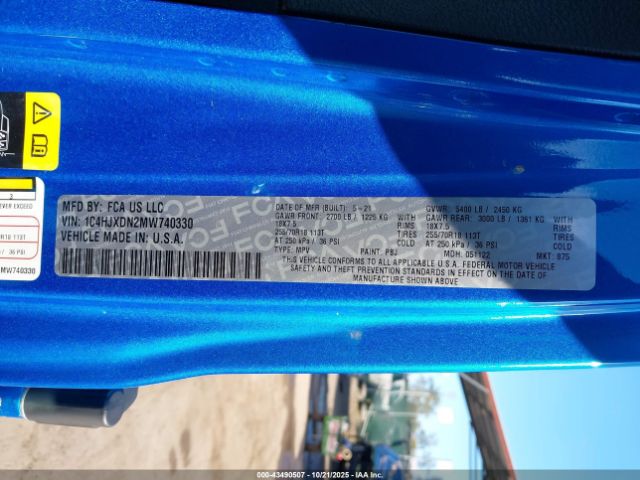 MFD BY: FCA US LLC
VIN: 1C4HJXDN2MW740330
VEHICLE MADE IN: U.S.A.
DATE OF MFR (BUILT): 5-21
GVWR: 5400 LB / 2450 KG
GAWR FRONT: 2700 LB / 1225 KG WITH
GAWR REAR: 3000 LB / 1361 KG WITH
18X7.5 RIMS
18X7.5 RIMS
255/70R18 113T TIRES
255/70R18 113T TIRES
AT 250 kPa / 36 PSI COLD
AT 250 kPa / 36 PSI COLD
TYPE: MPV
PAINT: PBJ
MDH: 051122
MKT: 875
THIS VEHICLE CONFORMS TO ALL APPLICABLE U.S.A. FEDERAL MOTOR VEHICLE
SAFETY AND THEFT PREVENTION STANDARDS IN EFFECT ON THE DATE OF
MANUFACTURE SHOWN ABOVE
R18 113T
MW740330
000-43490507 - 10/21/2025 - COPYRIGHT IAA, LLC.